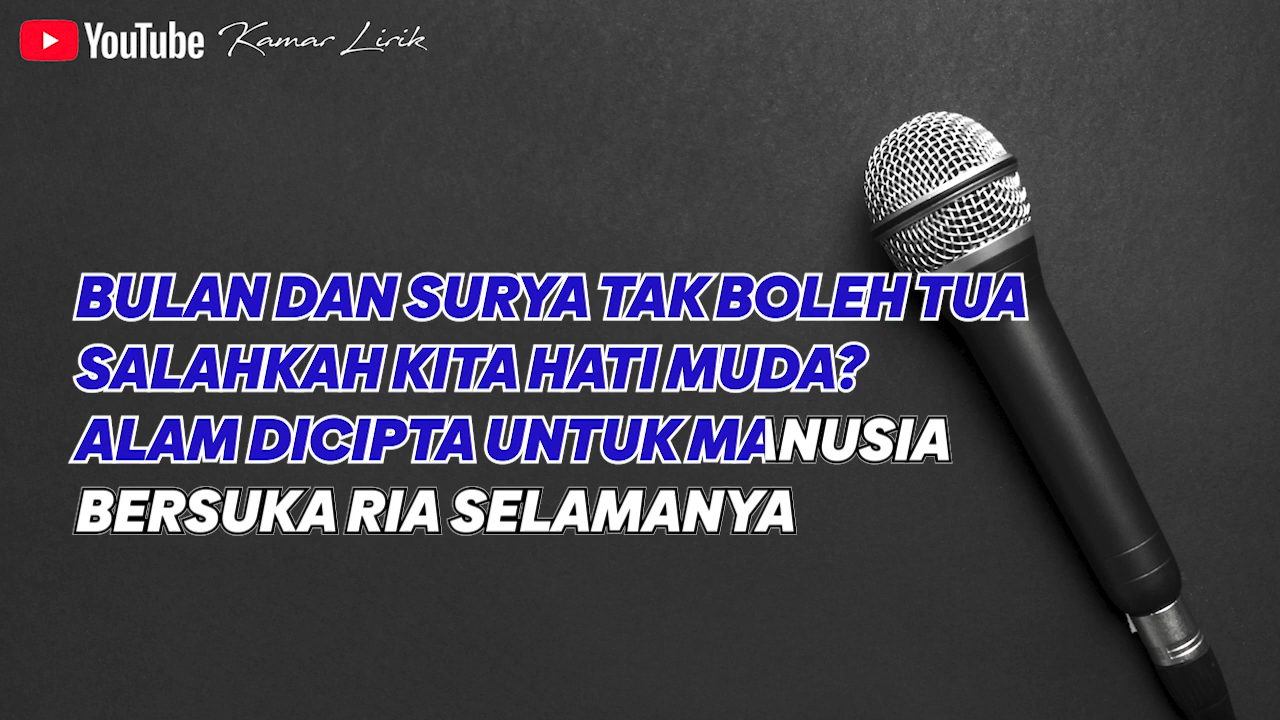 YouTube Kamar Lirik
BULAN DAN SURYA TAK BOLEH TUA
SALAHKAH KITA HATI MUDA?
ALAM DICIPTA UNTUK MANUSIA
BERSUKA RIA SELAMANYA